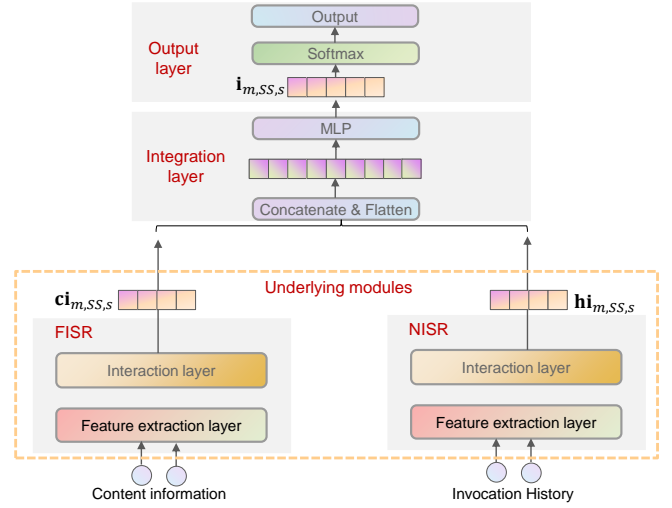 Output
Output
layer
Softmax
i_{m,SS,s}
MLP
Integration
layer
Concatenate & Flatten
Underlying modules
ci_{m,SS,s}
hi_{m,SS,s}
FISR
NISR
Interaction layer
Interaction layer
Feature extraction layer
Feature extraction layer
Content information
Invocation History